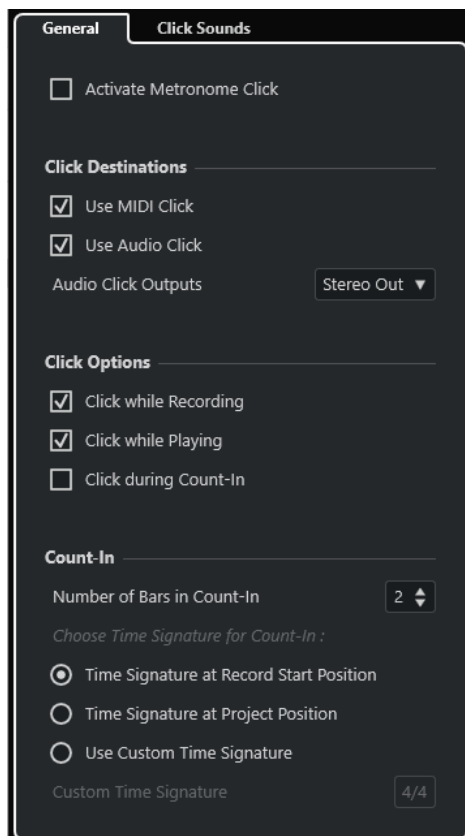 General Click Sounds
Activate Metronome Click
Click Destinations
Use MIDI Click
Use Audio Click
Audio Click Outputs Stereo Out
Click Options
Click while Recording
Click while Playing
Click during Count-In
Count-In
Number of Bars in Count-In 2
Choose Time Signature for Count-In :
Time Signature at Record Start Position
Time Signature at Project Position
Use Custom Time Signature
Custom Time Signature 4/4